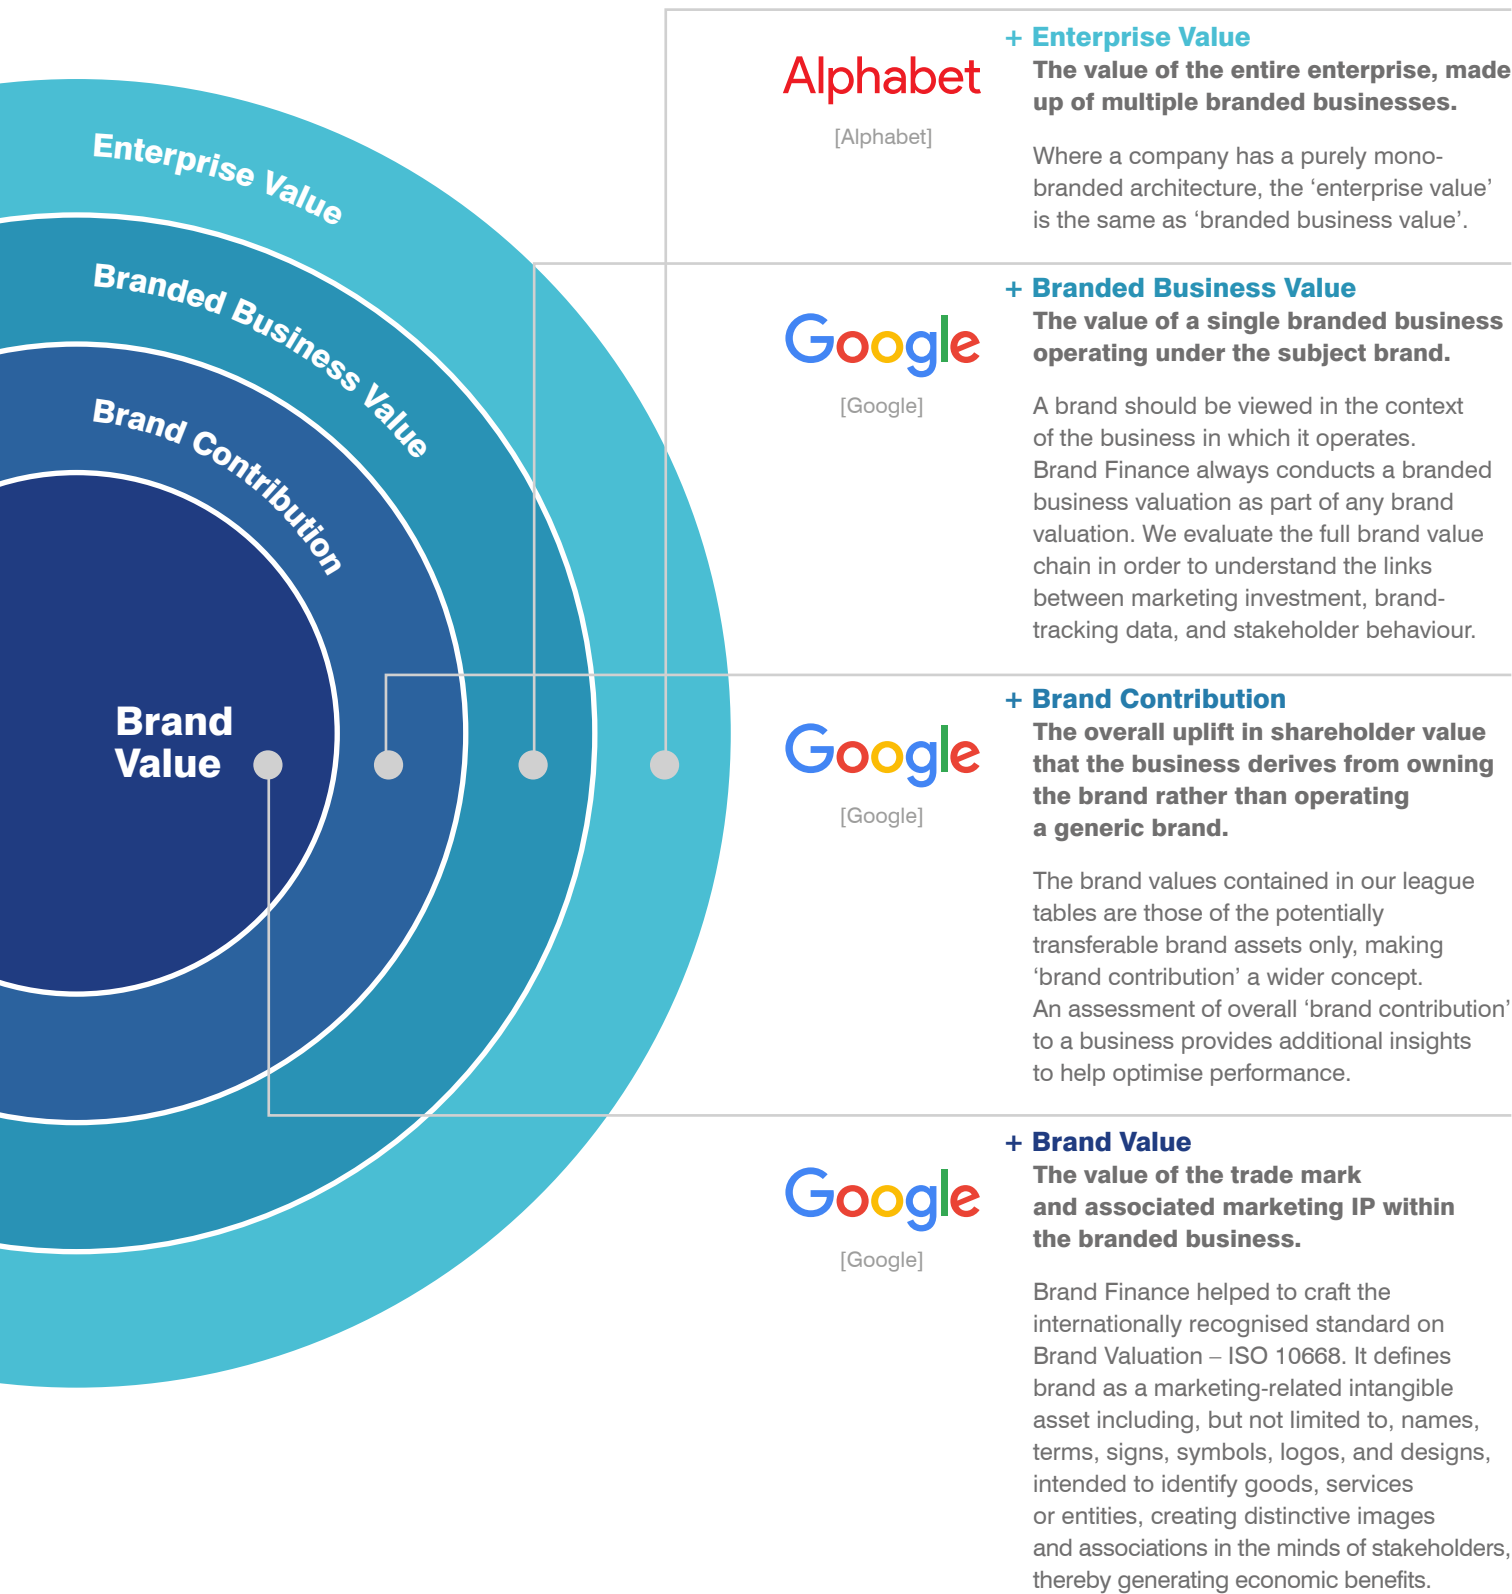 Enterprise Value
Branded Business Value
Brand Contribution
Brand
Value
Alphabet
[Alphabet]
+ Enterprise Value
The value of the entire enterprise, made
up of multiple branded businesses.
Where a company has a purely mono-
branded architecture, the ‘enterprise value’
is the same as ‘branded business value’.
Google
[Google]
+ Branded Business Value
The value of a single branded business
operating under the subject brand.
A brand should be viewed in the context
of the business in which it operates.
Brand Finance always conducts a branded
business valuation as part of any brand
valuation. We evaluate the full brand value
chain in order to understand the links
between marketing investment, brand-
tracking data, and stakeholder behaviour.
Google
[Google]
+ Brand Contribution
The overall uplift in shareholder value
that the business derives from owning
the brand rather than operating
a generic brand.
The brand values contained in our league
tables are those of the potentially
transferable brand assets only, making
‘brand contribution’ a wider concept.
An assessment of overall ‘brand contribution’
to a business provides additional insights
to help optimise performance.
Google
[Google]
+ Brand Value
The value of the trade mark
and associated marketing IP within
the branded business.
Brand Finance helped to craft the
internationally recognised standard on
Brand Valuation – ISO 10668. It defines
brand as a marketing-related intangible
asset including, but not limited to, names,
terms, signs, symbols, logos, and designs,
intended to identify goods, services
or entities, creating distinctive images
and associations in the minds of stakeholders,
thereby generating economic benefits.